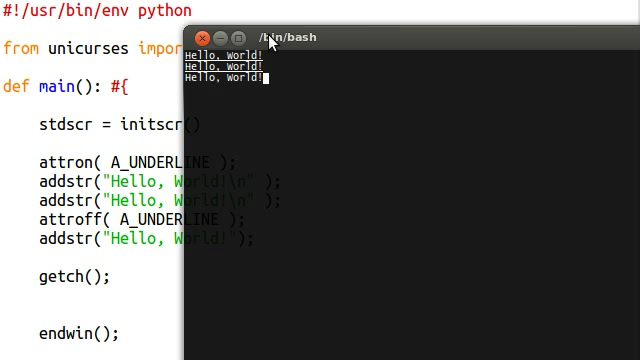 #!/usr/bin/env python
from unicurses impor
def main(): #{
stdscr = initscr()
attron( A_UNDERLINE );
addstr("Hello, World!\n" );
addstr("Hello, World!\n" );
attroff( A_UNDERLINE );
addstr("Hello, World!");
getch();
endwin();
/bin/bash
Hello, World!
Hello, World!
Hello, World!